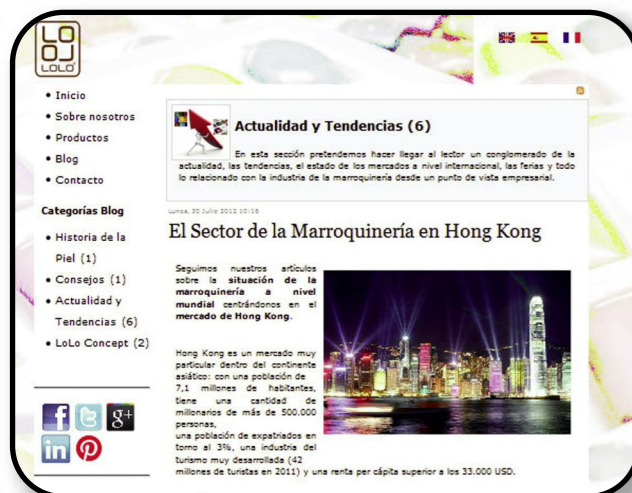 LOLO
• Inicio
• Sobre nosotros
• Productos
• Blog
• Contacto
Categorías Blog
• Historia de la
Piel (1)
• Consejos (1)
• Actualidad y
Tendencias (6)
• LoLo Concept (2)
Actualidad y Tendencias (6)
En esta sección pretendemos hacer llegar al lector un conglomerado de la
actualidad, las tendencias, el estado de los mercados a nivel internacional, las ferias y todo
lo relacionado con la industria de la marroquinería desde un punto de vista empresarial.
Lunes, 30 Julio 2012 10:16
El Sector de la Marroquinería en Hong Kong
Seguimos nuestros artículos
sobre la situación de la
marroquinería a nivel
mundial centrándonos en el
mercado de Hong Kong.
Hong Kong es un mercado muy
particular dentro del continente
asiático: con una población de
7,1 millones de habitantes,
tiene una cantidad de
millonarios de más de 500.000
personas,
una población de expatriados en
torno al 3%, una industria del
turismo muy desarrollada (42
millones de turistas en 2011) y una renta per cápita superior a los 33.000 USD.